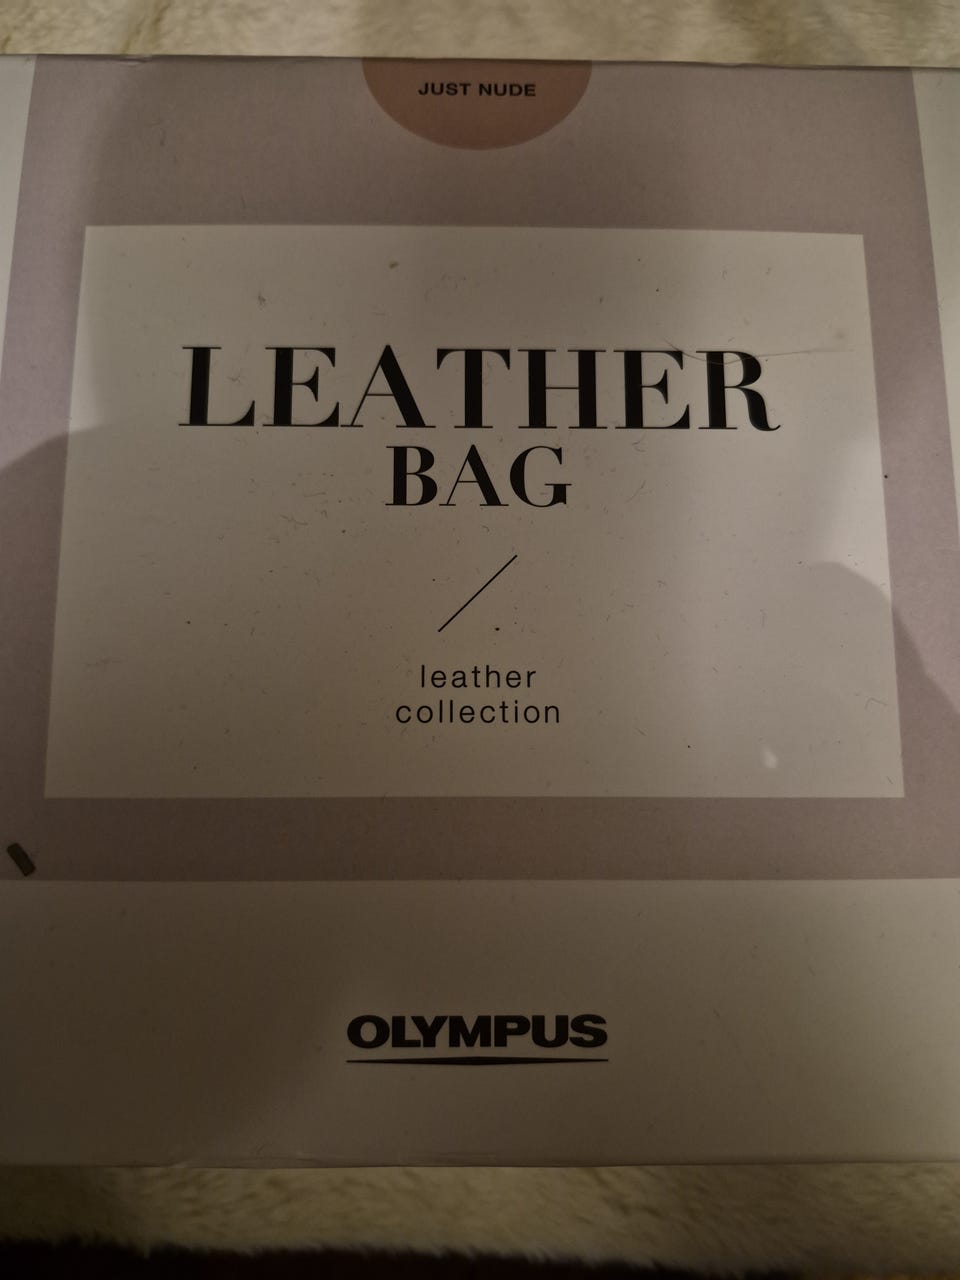 JUST NUDE
LEATHER
BAG
leather
collection
OLYMPUS